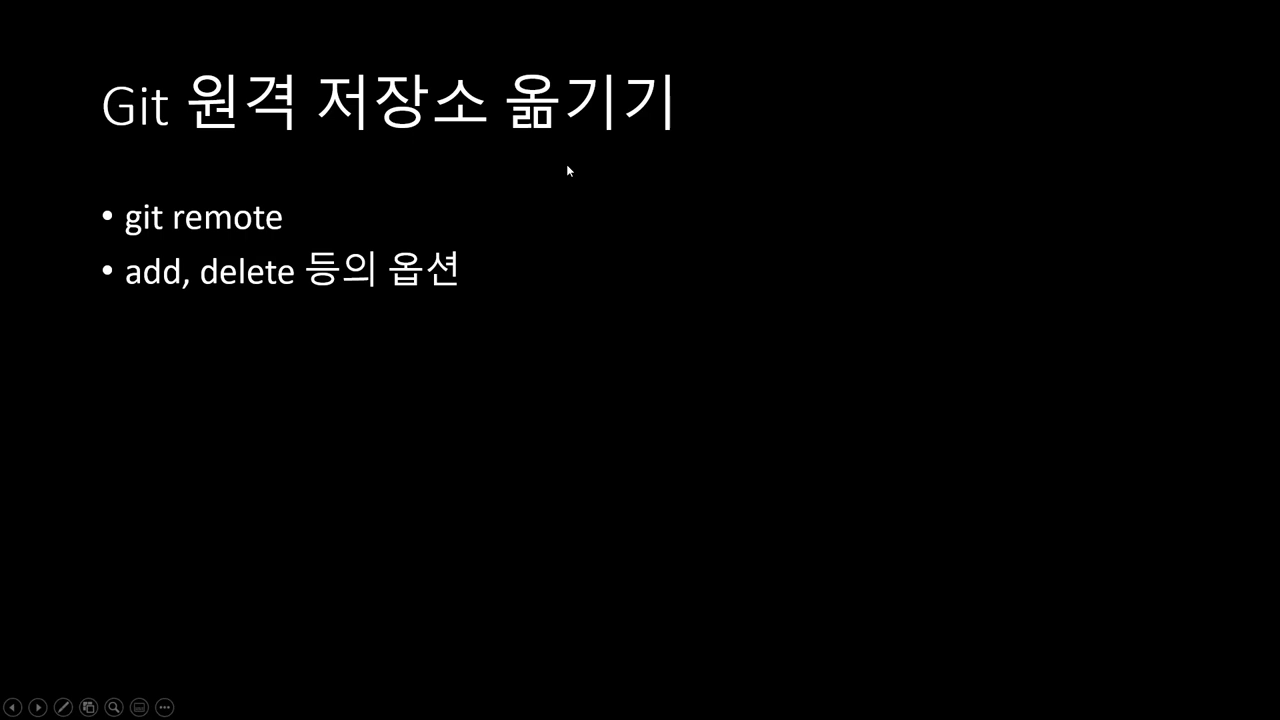 Git 원격 저장소 옮기기
• git remote
• add, delete 등의 옵션